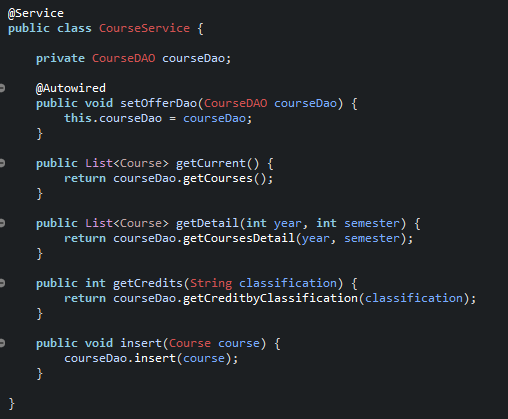 @Service
public class CourseService {
private CourseDAO courseDao;
@Autowired
public void setOfferDao(CourseDAO courseDao) {
this.courseDao = courseDao;
}
public List<Course> getCurrent() {
return courseDao.getCourses();
}
public List<Course> getDetail(int year, int semester) {
return courseDao.getCoursesDetail(year, semester);
}
public int getCredits(String classification) {
return courseDao.getCreditbyClassification(classification);
}
public void insert(Course course) {
courseDao.insert(course);
}
}